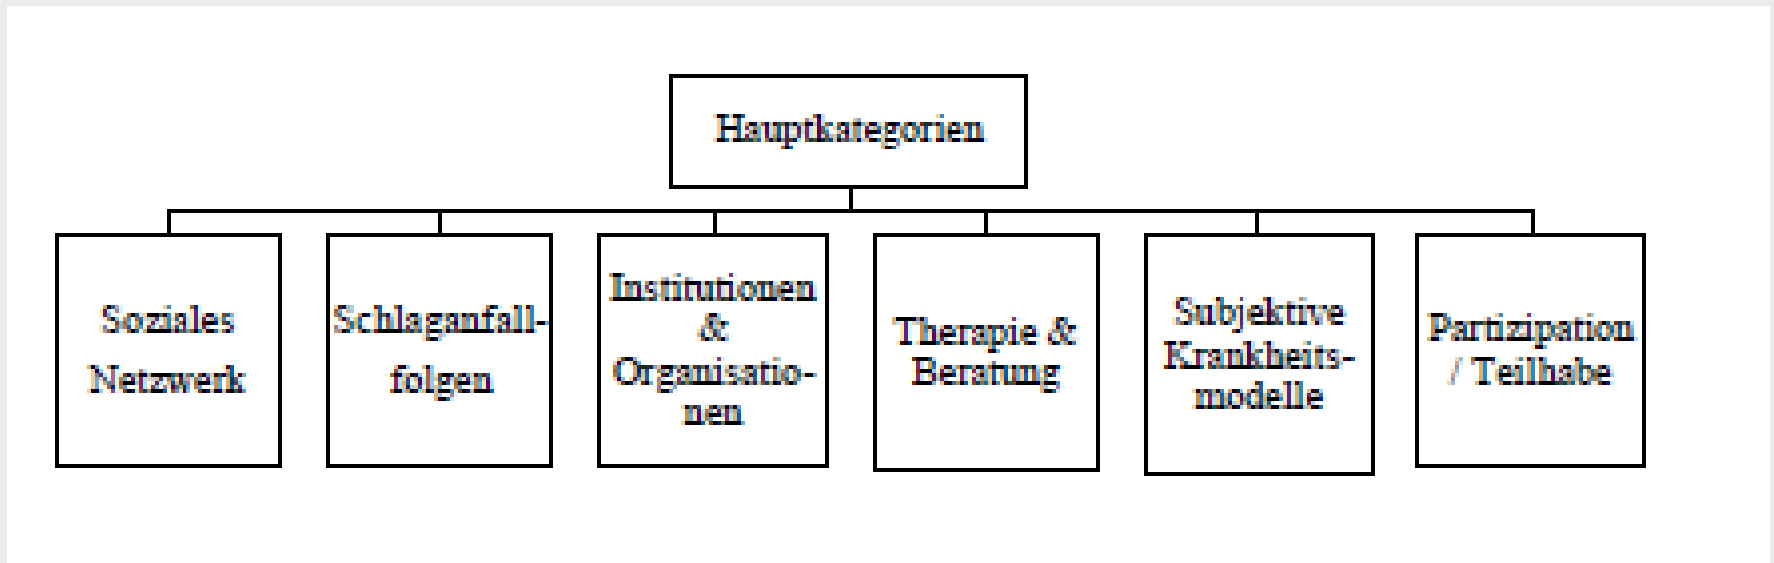 Hauptkategorien
Soziales
Netzwerk
Schlaganfall-
folgen
Institutionen
&
Organisatio-
nen
Therapie &
Beratung
Subjektive
Krankheits-
modelle
Partizipation
/ Teilhabe